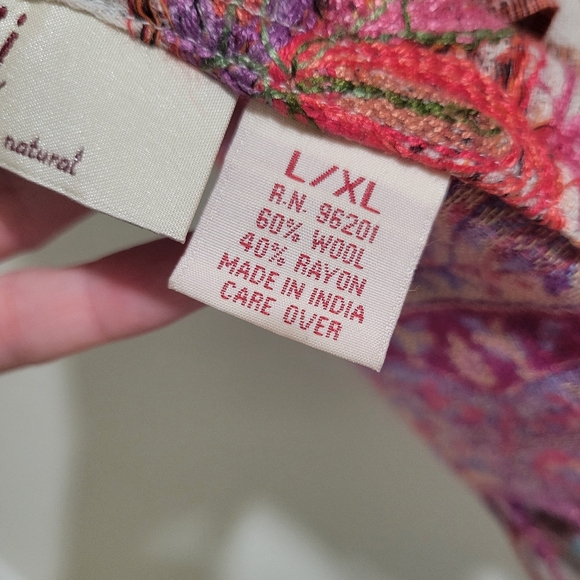 natural
L/XL
R.N. 96201
60% WOOL
40% RAYON
MADE IN INDIA
CARE OVER